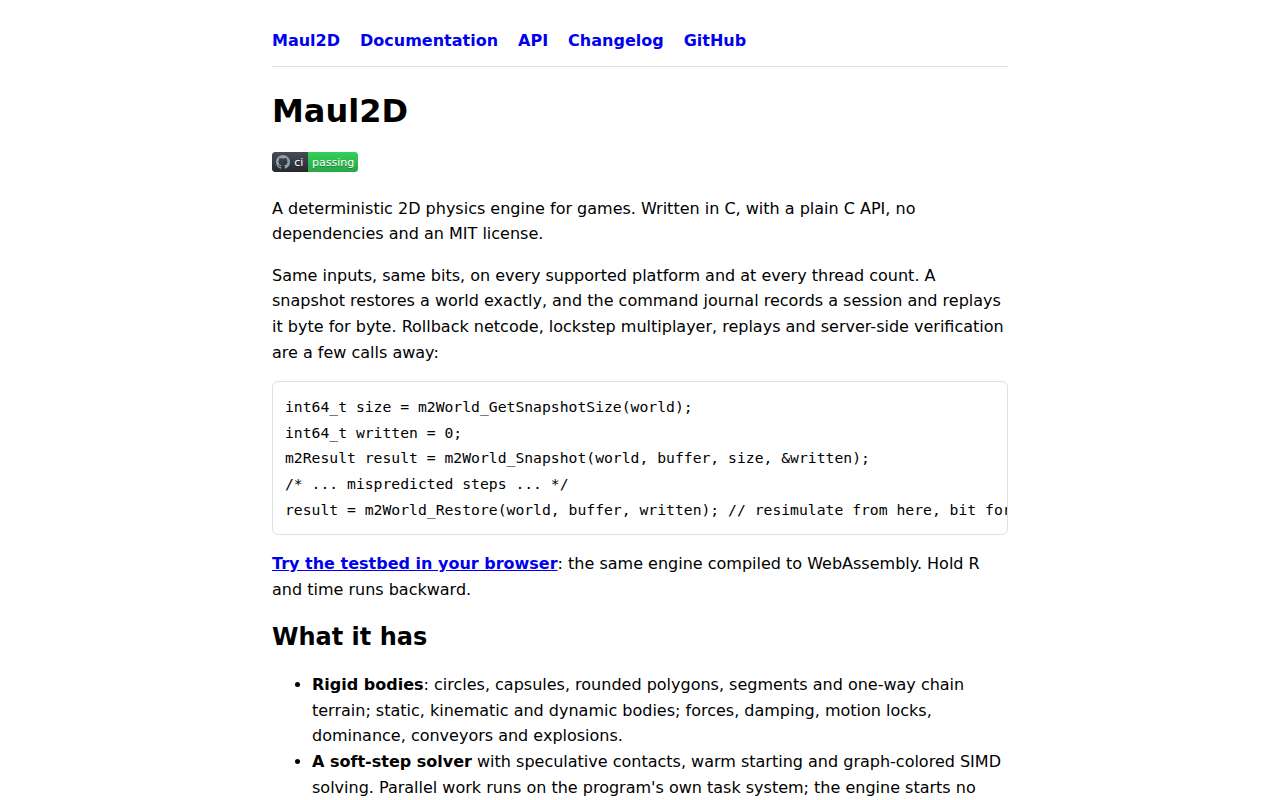 Maul2D Documentation API Changelog GitHub
Maul2D
ci passing
A deterministic 2D physics engine for games. Written in C, with a plain C API, no
dependencies and an MIT license.
Same inputs, same bits, on every supported platform and at every thread count. A
snapshot restores a world exactly, and the command journal records a session and replays
it byte for byte. Rollback netcode, lockstep multiplayer, replays and server-side verification
are a few calls away:
int64_t size = m2World_GetSnapshotSize(world);
int64_t written = 0;
m2Result result = m2World_Snapshot(world, buffer, size, &written);
/* ... mispredicted steps ... */
result = m2World_Restore(world, buffer, written); // resimulate from here, bit for
Try the testbed in your browser: the same engine compiled to WebAssembly. Hold R
and time runs backward.
What it has
• Rigid bodies: circles, capsules, rounded polygons, segments and one-way chain
terrain; static, kinematic and dynamic bodies; forces, damping, motion locks,
dominance, conveyors and explosions.
• A soft-step solver with speculative contacts, warm starting and graph-colored SIMD
solving. Parallel work runs on the program's own task system; the engine starts no